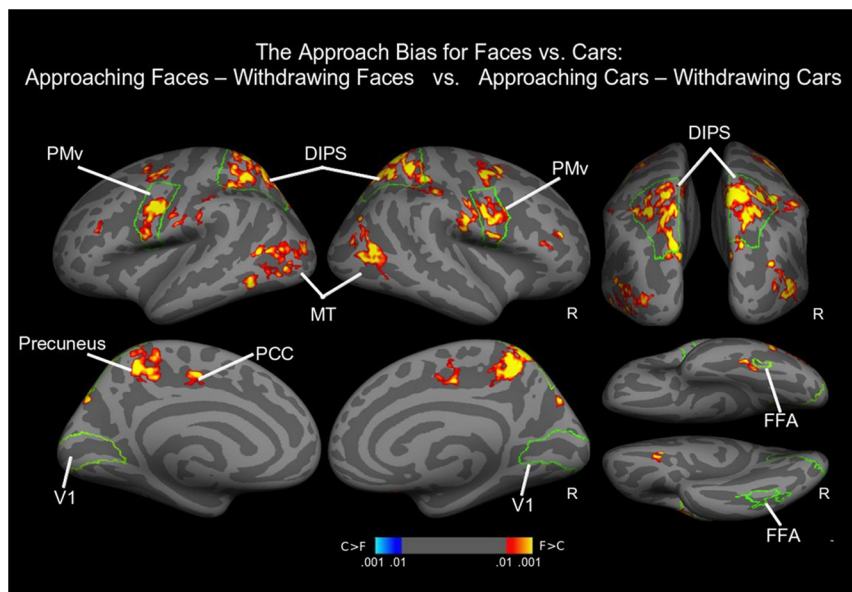 The Approach Bias for Faces vs. Cars:
Approaching Faces – Withdrawing Faces vs. Approaching Cars – Withdrawing Cars
PMv
DIPS
PMv
DIPS
MT
R
R
Precuneus
PCC
V1
V1
R
FFA
FFA
R
C>F
F>C
.001 .01
.01 .001